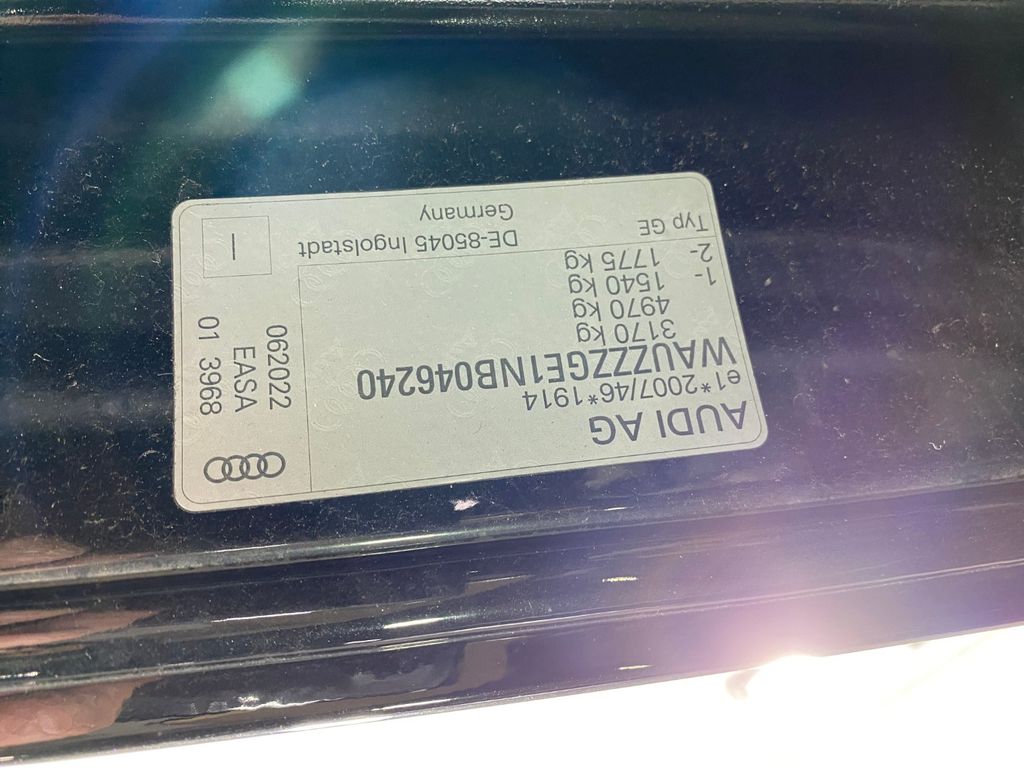 AUDI AG
e1*2007/46*1914
WAUZZZGE1NB046240
3170 kg
4970 kg
1- 1540 kg
2- 1775 kg
Typ GE
DE-85045 Ingolstadt
Germany
01 3968
EASA
062022